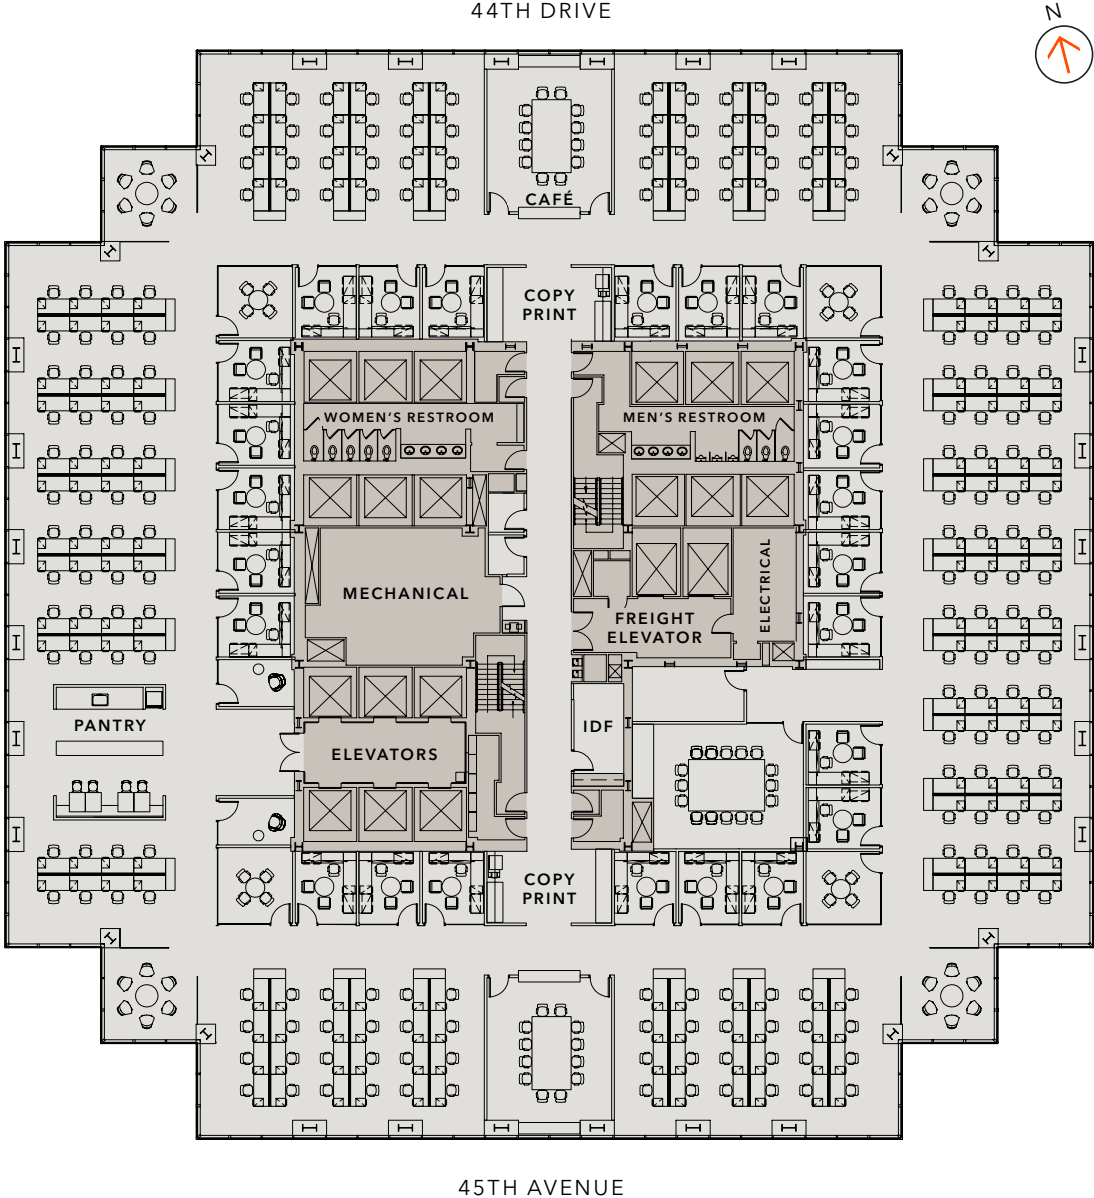 44TH DRIVE
N
CAFÉ
COPY
PRINT
WOMEN'S RESTROOM
MEN'S RESTROOM
MECHANICAL
ELECTRICAL
FREIGHT
ELEVATOR
PANTRY
IDF
ELEVATORS
COPY
PRINT
45TH AVENUE